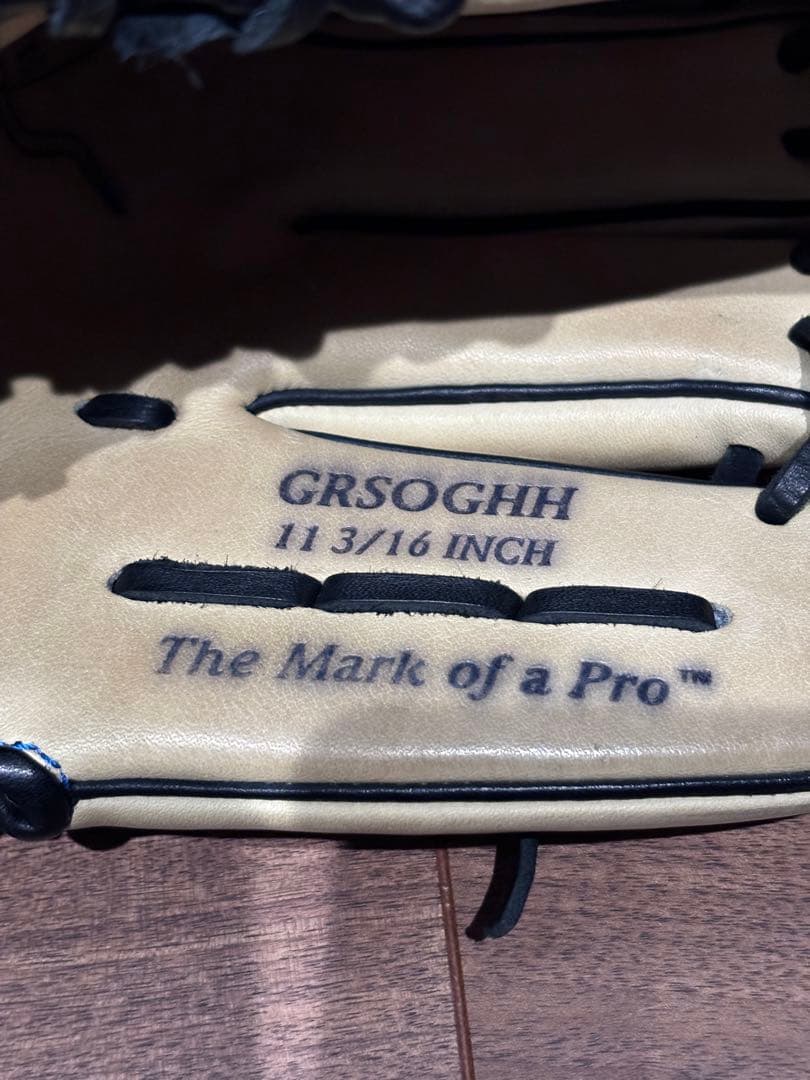 GRSOGHH
11 3/16 INCH
The Mark of a Pro™